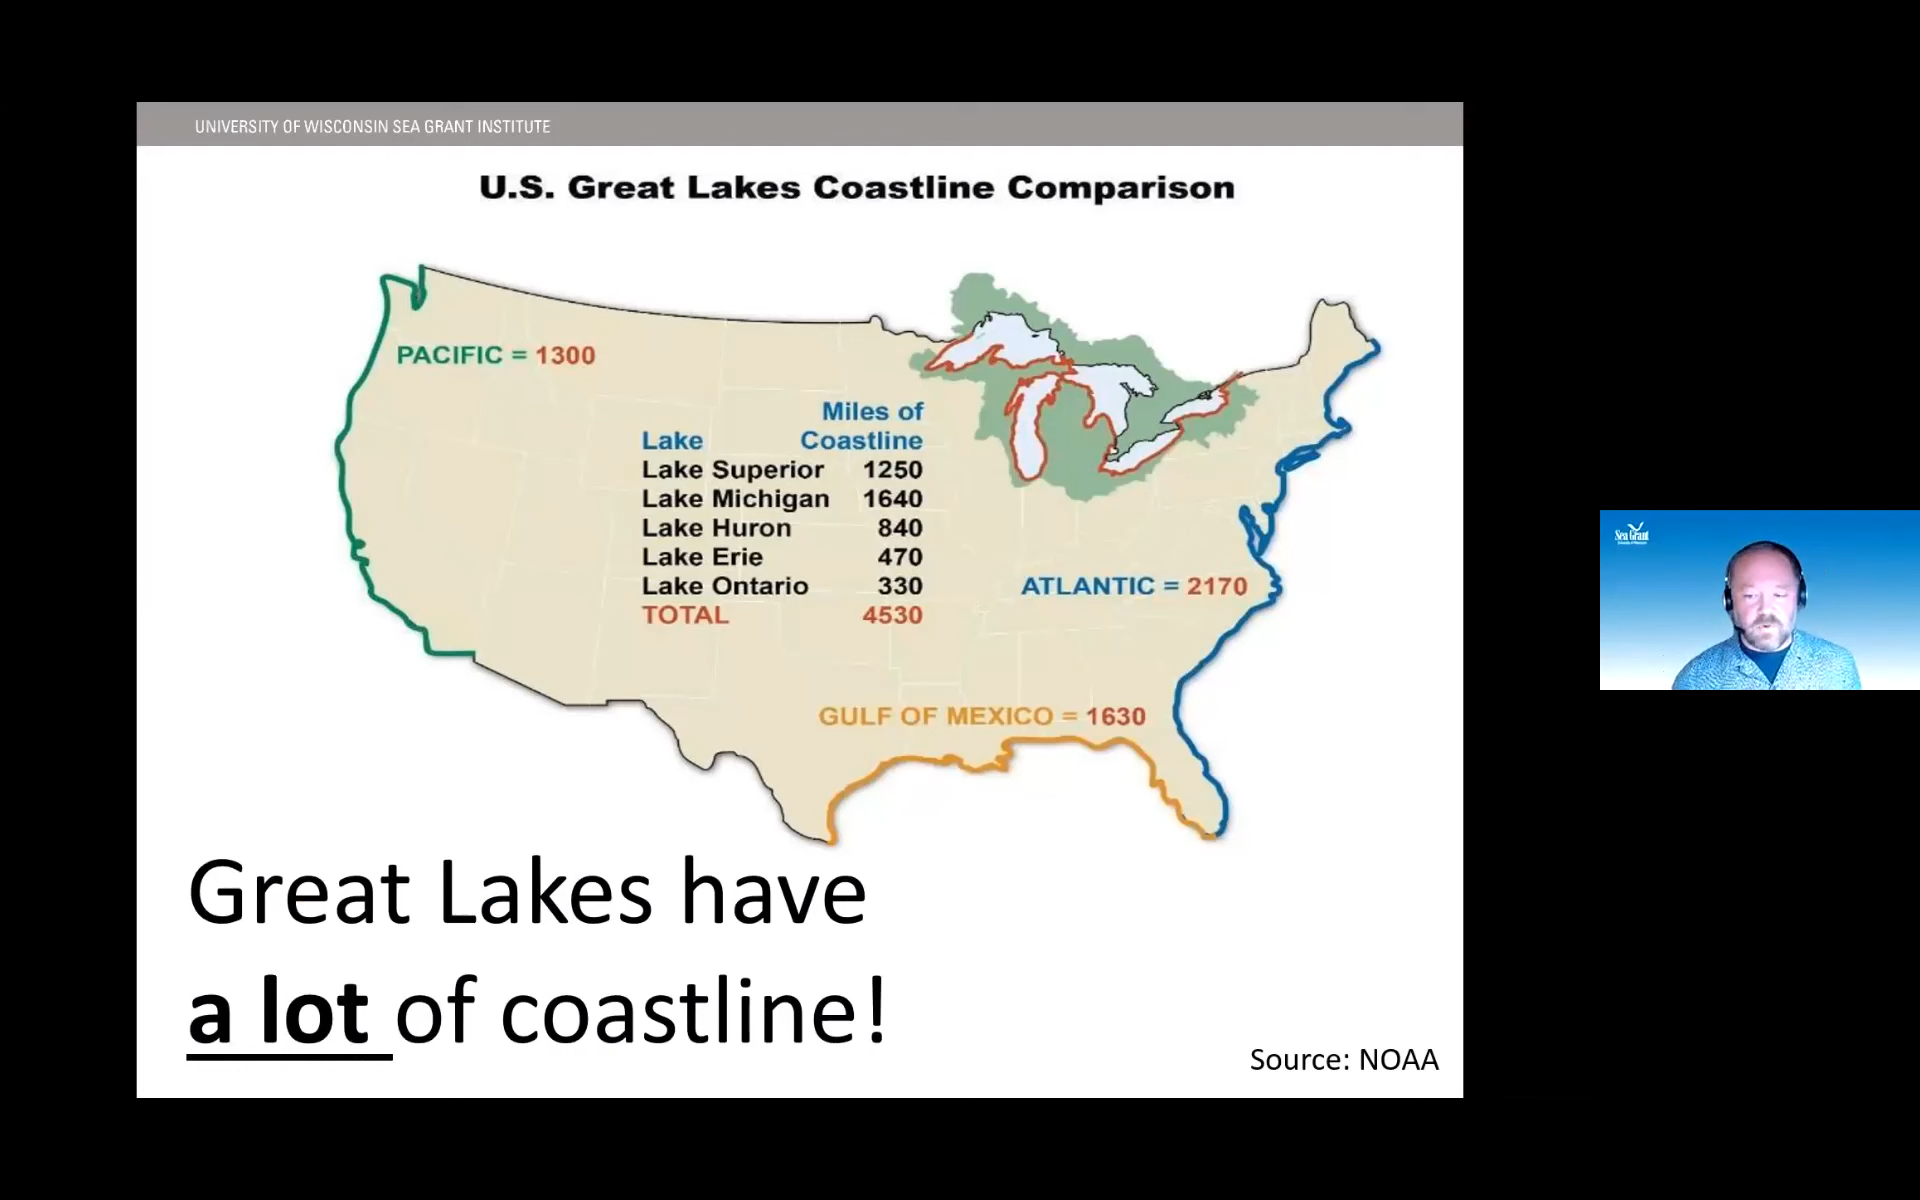 UNIVERSITY OF WISCONSIN SEA GRANT INSTITUTE
U.S. Great Lakes Coastline Comparison
PACIFIC = 1300
Miles of
Lake Coastline
Lake Superior 1250
Lake Michigan 1640
Lake Huron 840
Lake Erie 470
Lake Ontario 330
TOTAL 4530
ATLANTIC = 2170
GULF OF MEXICO = 1630
Great Lakes have
a lot of coastline!
Source: NOAA
Sea Grant